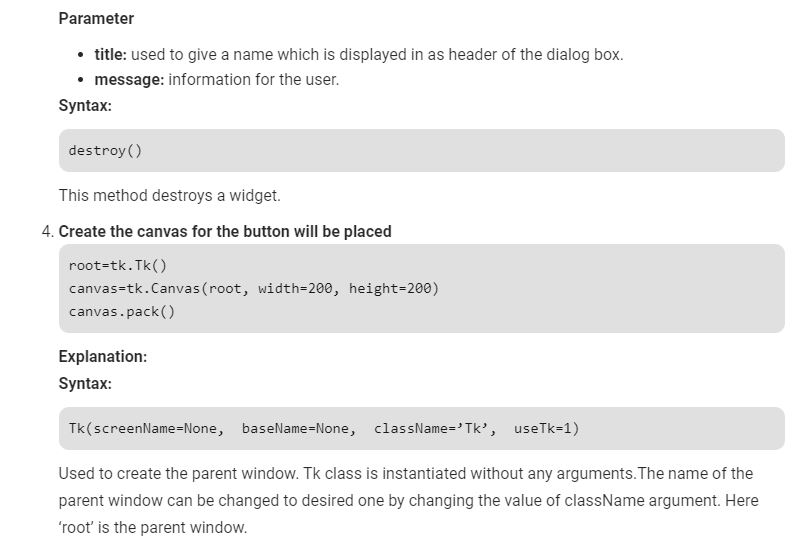 Parameter
• title: used to give a name which is displayed in as header of the dialog box.
• message: information for the user.
Syntax:
destroy()
This method destroys a widget.
4. Create the canvas for the button will be placed
root=tk.Tk()
canvas=tk.Canvas(root, width=200, height=200)
canvas.pack()
Explanation:
Syntax:
Tk(screenName=None,  baseName=None,  className=’Tk’,  useTk=1)
Used to create the parent window. Tk class is instantiated without any arguments.The name of the
parent window can be changed to desired one by changing the value of className argument. Here
‘root’ is the parent window.